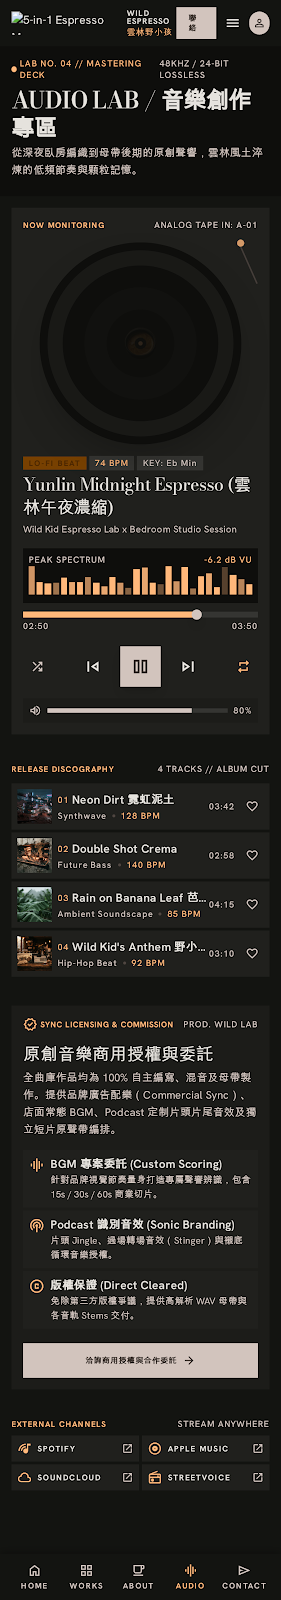 5-in-1 Espresso
WILD
ESPRESSO
雲林野小孩
聯
絡
LAB NO. 04 // MASTERING
DECK
48KHZ / 24-BIT
LOSSLESS
AUDIO LAB / 音樂創作
專區
從深夜臥房編織到母帶後期的原創聲響，雲林風土淬
煉的低頻節奏與顆粒記憶。
NOW MONITORING
ANALOG TAPE IN: A-01
LO-FI BEAT
74 BPM
KEY: Eb Min
Yunlin Midnight Espresso (雲
林午夜濃縮)
Wild Kid Espresso Lab x Bedroom Studio Session
PEAK SPECTRUM
-6.2 dB VU
02:50
03:50
80%
RELEASE DISCOGRAPHY
4 TRACKS // ALBUM CUT
01 Neon Dirt 霓虹泥土
03:42
Synthwave • 128 BPM
02 Double Shot Crema
02:58
Future Bass • 140 BPM
03 Rain on Banana Leaf 芭...
04:15
Ambient Soundscape • 85 BPM
04 Wild Kid's Anthem 野小...
03:10
Hip-Hop Beat • 92 BPM
SYNC LICENSING & COMMISSION
PROD. WILD LAB
原創音樂商用授權與委託
全曲庫作品均為 100% 自主編寫、混音及母帶製
作。提供品牌廣告配樂（Commercial Sync）、
店面常態 BGM、Podcast 定制片頭片尾音效及獨
立短片原聲帶編排。
BGM 專案委託 (Custom Scoring)
針對品牌視覺節奏量身打造專屬聲響辨識，包含
15s / 30s / 60s 商業切片。
Podcast 識別音效 (Sonic Branding)
片頭 Jingle、過場轉場音效（Stinger）與襯底
循環音樂授權。
版權保證 (Direct Cleared)
免除第三方版權爭議，提供高解析 WAV 母帶與
各音軌 Stems 交付。
洽詢商用授權與合作委託
EXTERNAL CHANNELS
STREAM ANYWHERE
SPOTIFY
APPLE MUSIC
SOUNDCLOUD
STREETVOICE
HOME
WORKS
ABOUT
AUDIO
CONTACT